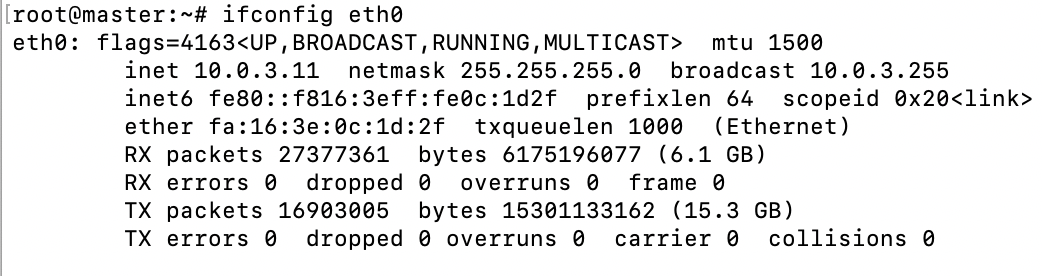 [root@master:~# ifconfig eth0
eth0: flags=4163<UP,BROADCAST,RUNNING,MULTICAST>  mtu 1500
        inet 10.0.3.11  netmask 255.255.255.0  broadcast 10.0.3.255
        inet6 fe80::f816:3eff:fe0c:1d2f  prefixlen 64  scopeid 0x20<link>
        ether fa:16:3e:0c:1d:2f  txqueuelen 1000  (Ethernet)
        RX packets 27377361  bytes 6175196077 (6.1 GB)
        RX errors 0  dropped 0  overruns 0  frame 0
        TX packets 16903005  bytes 15301133162 (15.3 GB)
        TX errors 0  dropped 0 overruns 0  carrier 0  collisions 0